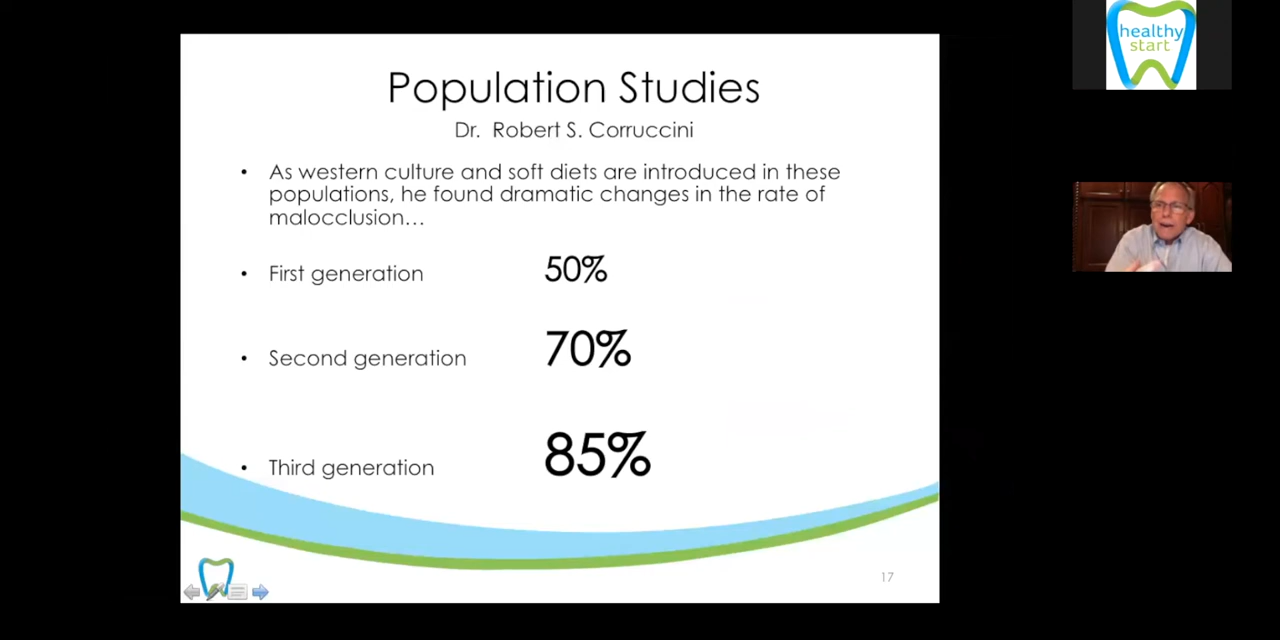 Population Studies
Dr. Robert S. Corruccini
• As western culture and soft diets are introduced in these
populations, he found dramatic changes in the rate of
malocclusion…
• First generation 50%
• Second generation 70%
• Third generation 85%
17
healthy
start